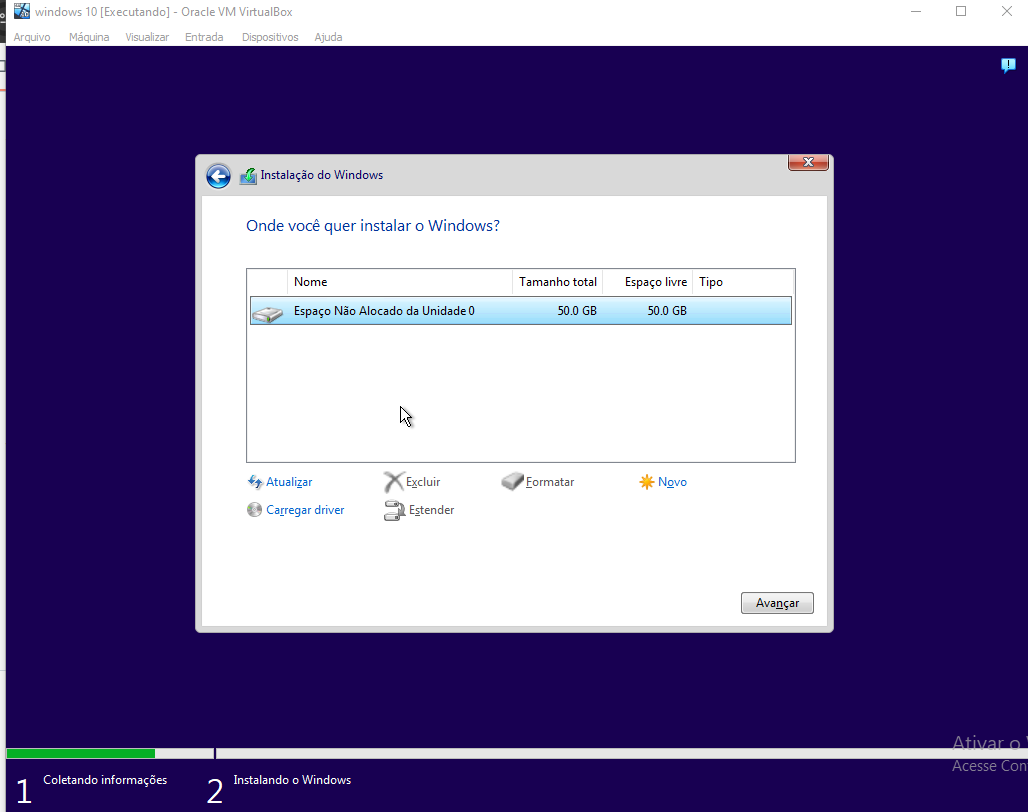 windows 10 [Executando] - Oracle VM VirtualBox
Arquivo Máquina Visualizar Entrada Dispositivos Ajuda
Instalação do Windows
Onde você quer instalar o Windows?
Nome Tamanho total Espaço livre Tipo
Espaço Não Alocado da Unidade 0 50.0 GB 50.0 GB
Atualizar Excluir Formatar Novo
Carregar driver Estender
Avançar
Ativar o
Acesse Con
1 Coletando informações 2 Instalando o Windows